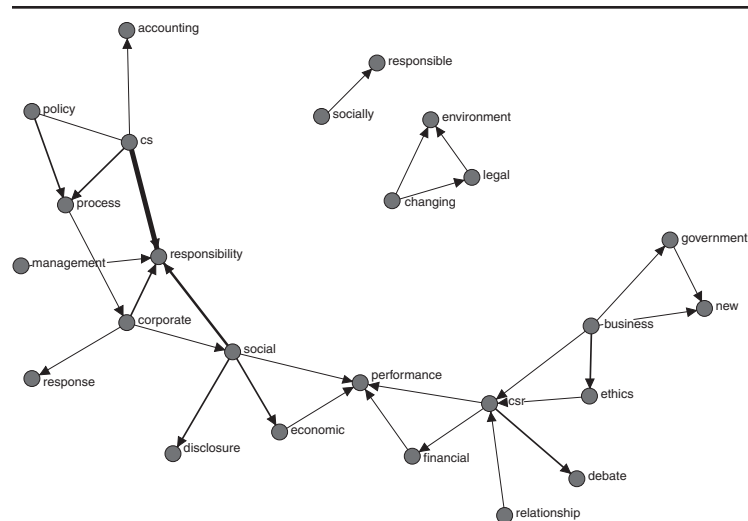 accounting
responsible
policy
socially
environment
cs
legal
process
changing
government
responsibility
management
new
corporate
business
social
performance
response
ethics
csr
economic
disclosure
financial
debate
relationship